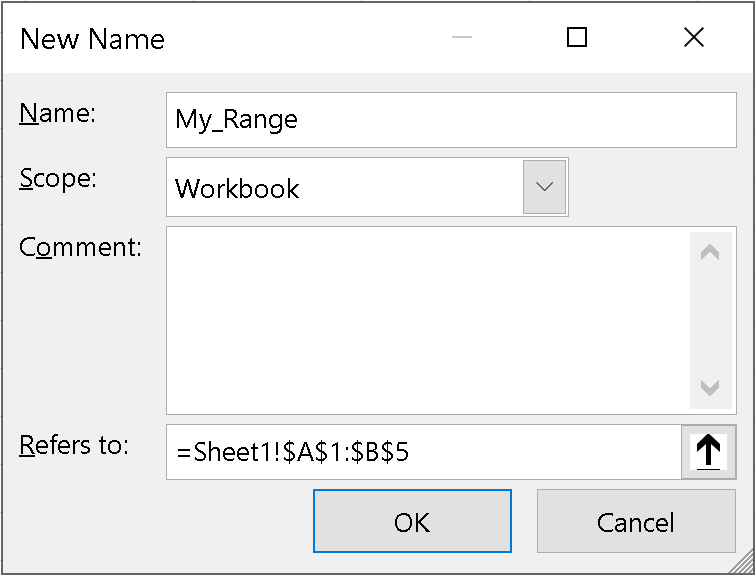 New Name
Name: My_Range
Scope: Workbook
Comment:
Refers to: =Sheet1!$A$1:$B$5
OK Cancel